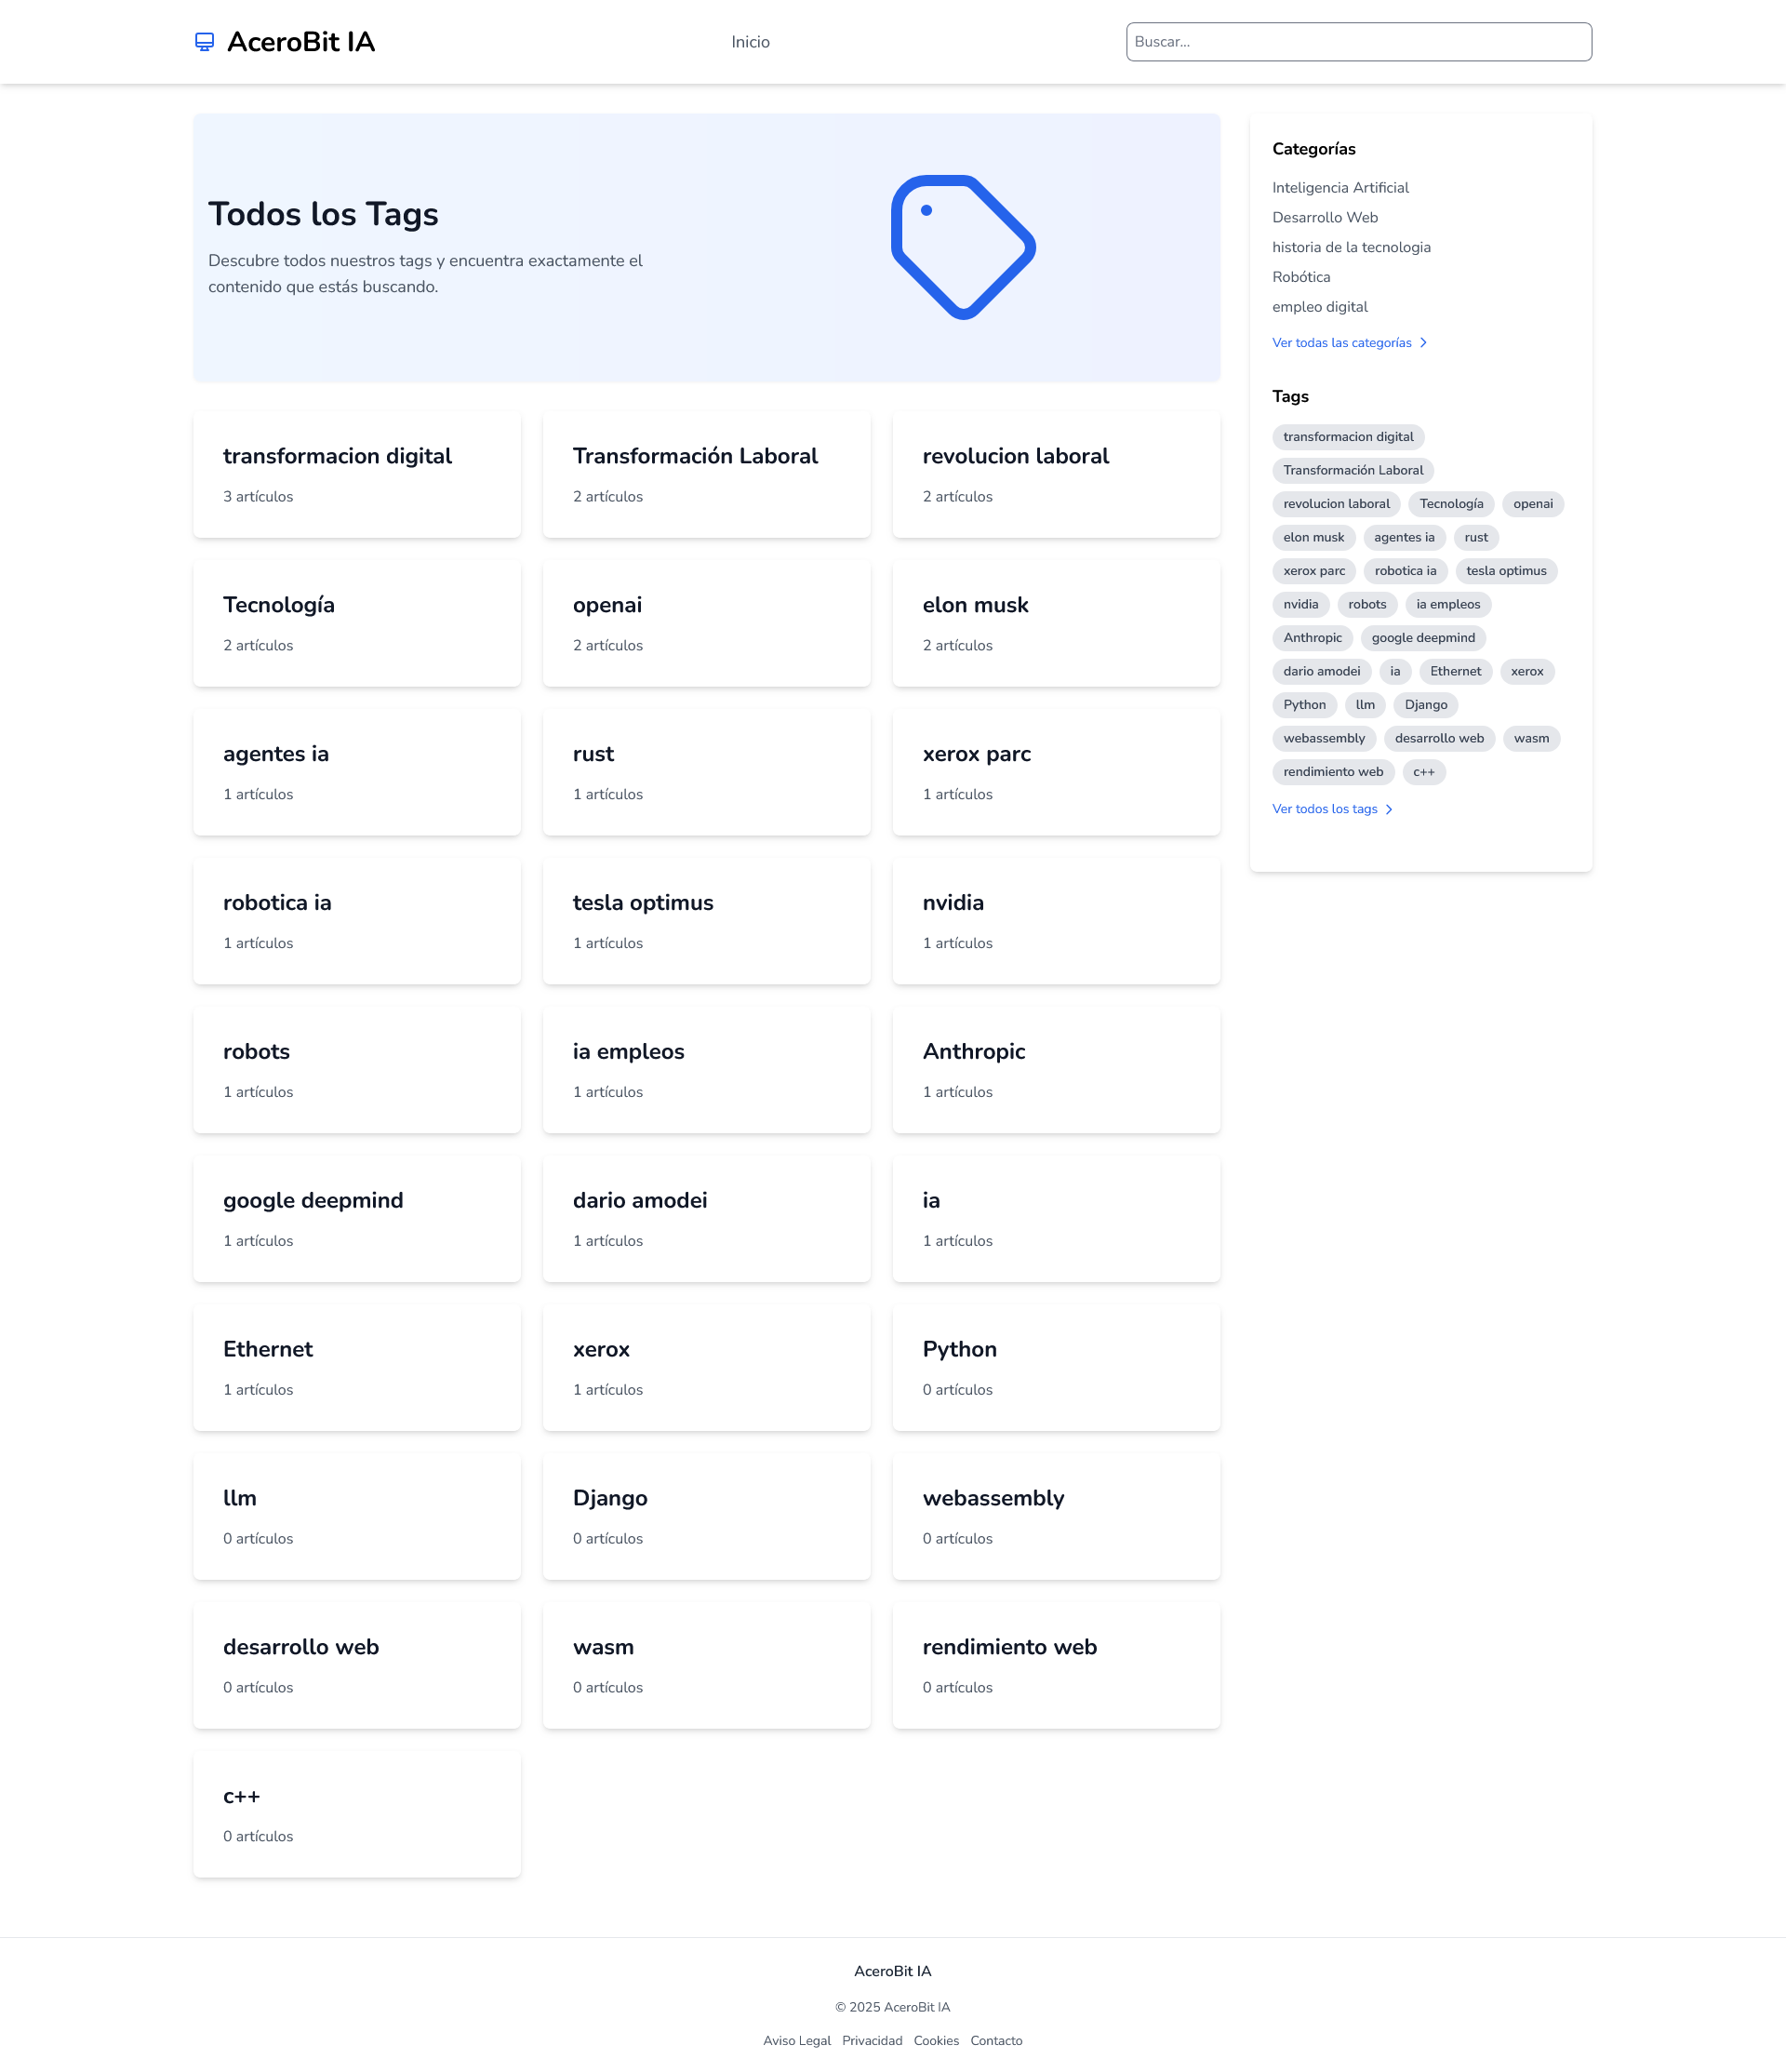 AceroBit IA
Inicio
Buscar...
Todos los Tags
Descubre todos nuestros tags y encuentra exactamente el
contenido que estás buscando.
transformacion digital
3 artículos
Transformación Laboral
2 artículos
revolucion laboral
2 artículos
Tecnología
2 artículos
openai
2 artículos
elon musk
2 artículos
agentes ia
1 artículos
rust
1 artículos
xerox parc
1 artículos
robotica ia
1 artículos
tesla optimus
1 artículos
nvidia
1 artículos
robots
1 artículos
ia empleos
1 artículos
Anthropic
1 artículos
google deepmind
1 artículos
dario amodei
1 artículos
ia
1 artículos
Ethernet
1 artículos
xerox
1 artículos
Python
0 artículos
llm
0 artículos
Django
0 artículos
webassembly
0 artículos
desarrollo web
0 artículos
wasm
0 artículos
rendimiento web
0 artículos
c++
0 artículos
Categorías
Inteligencia Artificial
Desarrollo Web
historia de la tecnologia
Robótica
empleo digital
Ver todas las categorías
Tags
transformacion digital
Transformación Laboral
revolucion laboral Tecnología openai
elon musk agentes ia rust
xerox parc robotica ia tesla optimus
nvidia robots ia empleos
Anthropic google deepmind
dario amodei ia Ethernet xerox
Python llm Django
webassembly desarrollo web wasm
rendimiento web c++
Ver todos los tags
AceroBit IA
© 2025 AceroBit IA
Aviso Legal Privacidad Cookies Contacto